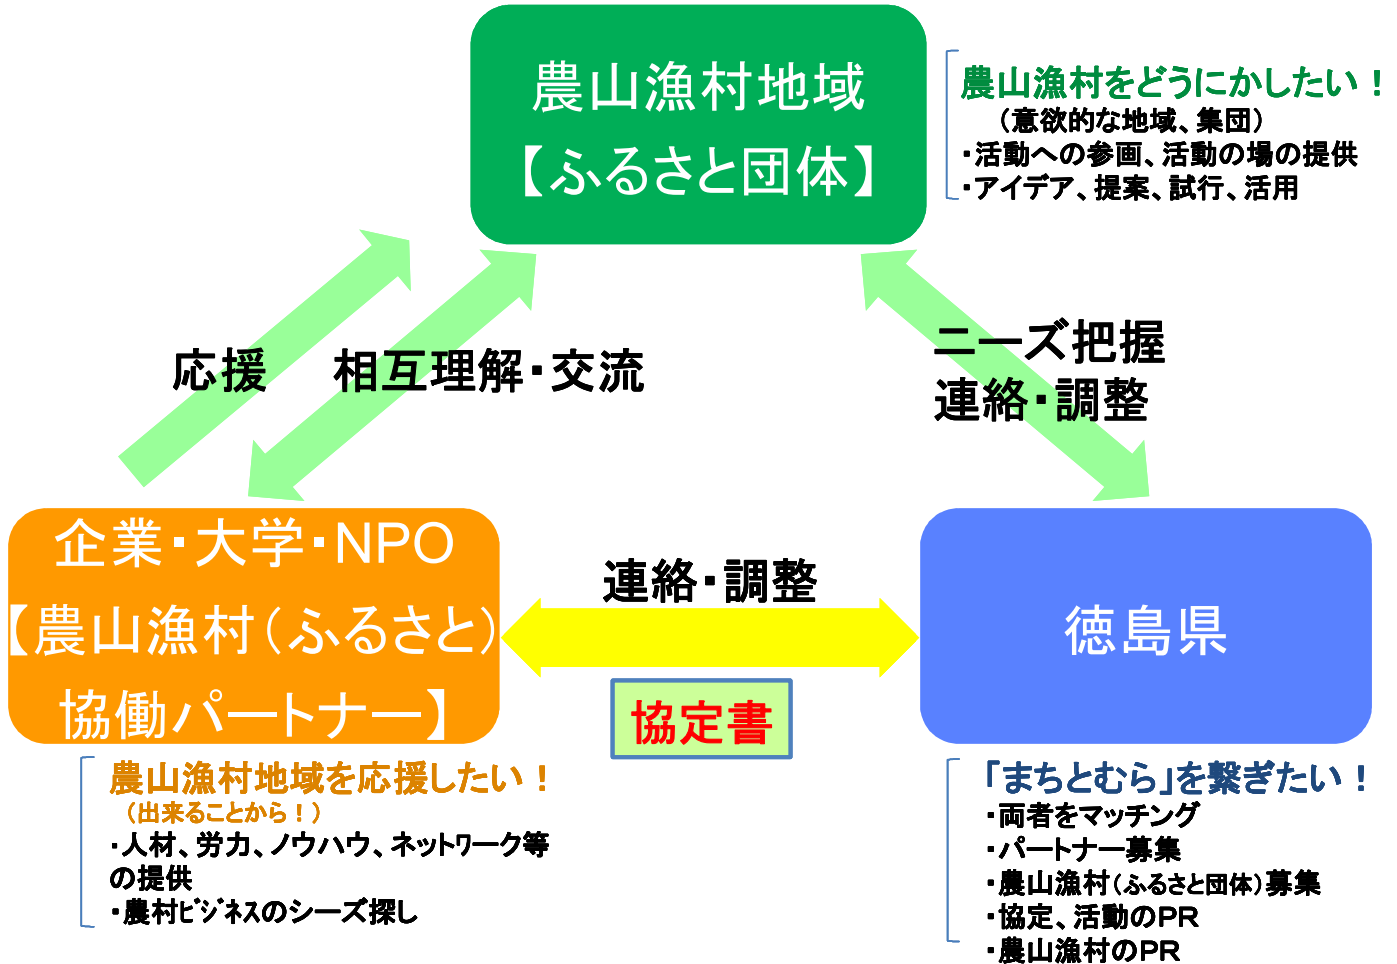 農山漁村地域
【ふるさと団体】
農山漁村をどうにかしたい！
（意欲的な地域、集団）
・活動への参画、活動の場の提供
・アイデア、提案、試行、活用
応援
相互理解・交流
ニーズ把握
連絡・調整
企業・大学・NPO
【農山漁村（ふるさと）
協働パートナー】
連絡・調整
協定書
徳島県
農山漁村地域を応援したい！
（出来ることから！）
・人材、労力、ノウハウ、ネットワーク等
の提供
・農村ﾋﾞｼﾞﾈｽのシーズ探し
「まちとむら」を繋ぎたい！
・両者をマッチング
・パートナー募集
・農山漁村（ふるさと団体）募集
・協定、活動のPR
・農山漁村のPR